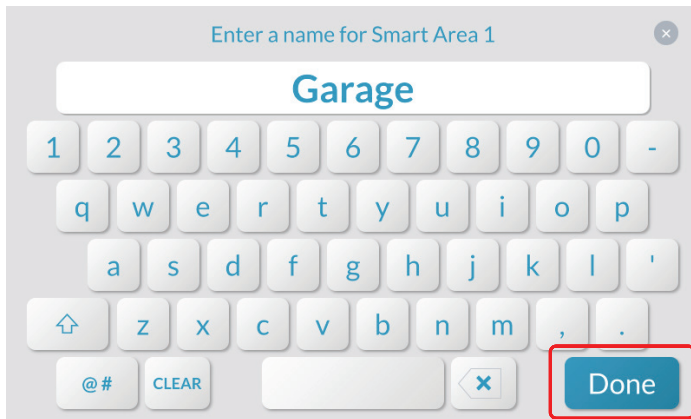 Enter a name for Smart Area 1
Garage
1 2 3 4 5 6 7 8 9 0 -
q w e r t y u i o p
a s d f g h j k l '
z x c v b n m , .
@# CLEAR Done